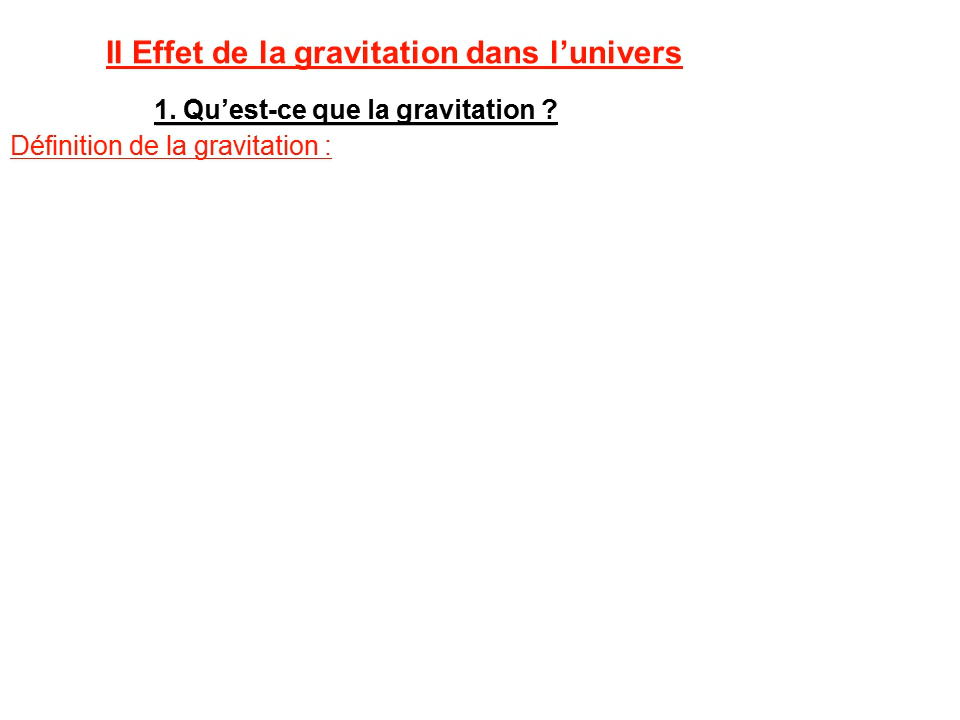 II Effet de la gravitation dans l’univers
1. Qu’est-ce que la gravitation ?
Définition de la gravitation :